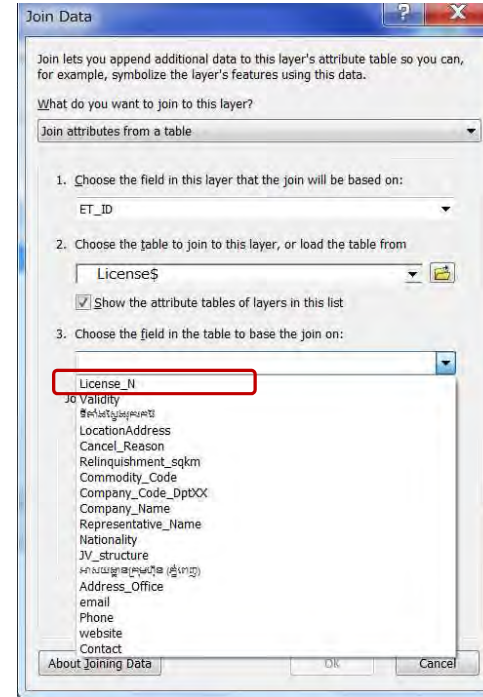 Join Data
Join lets you append additional data to this layer's attribute table so you can,
for example, symbolize the layer's features using this data.
What do you want to join to this layer?
Join attributes from a table
1. Choose the field in this layer that the join will be based on:
ET_ID
2. Choose the table to join to this layer, or load the table from
License$
Show the attribute tables of layers in this list
3. Choose the field in the table to base the join on:
License_N
Jo Validity
LocationAddress
Cancel_Reason
Relinquishment_sqkm
Commodity_Code
Company_Code_DptXX
Company_Name
Representative_Name
Nationality
JV_structure
Address_Office
email
Phone
website
Contact
About Joining Data
OK
Cancel